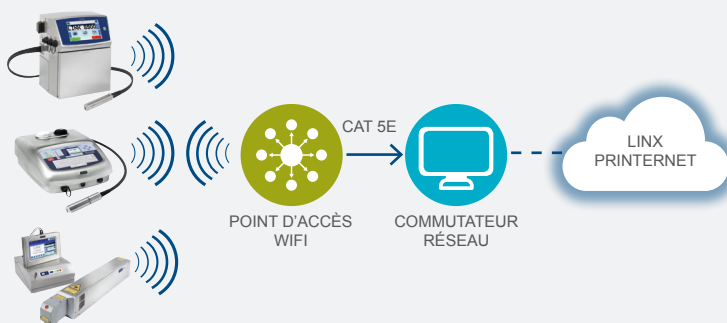 CAT 5E
POINT D'ACCÈS
WIFI
COMMUTATEUR
RÉSEAU
LINX
PRINTERNET